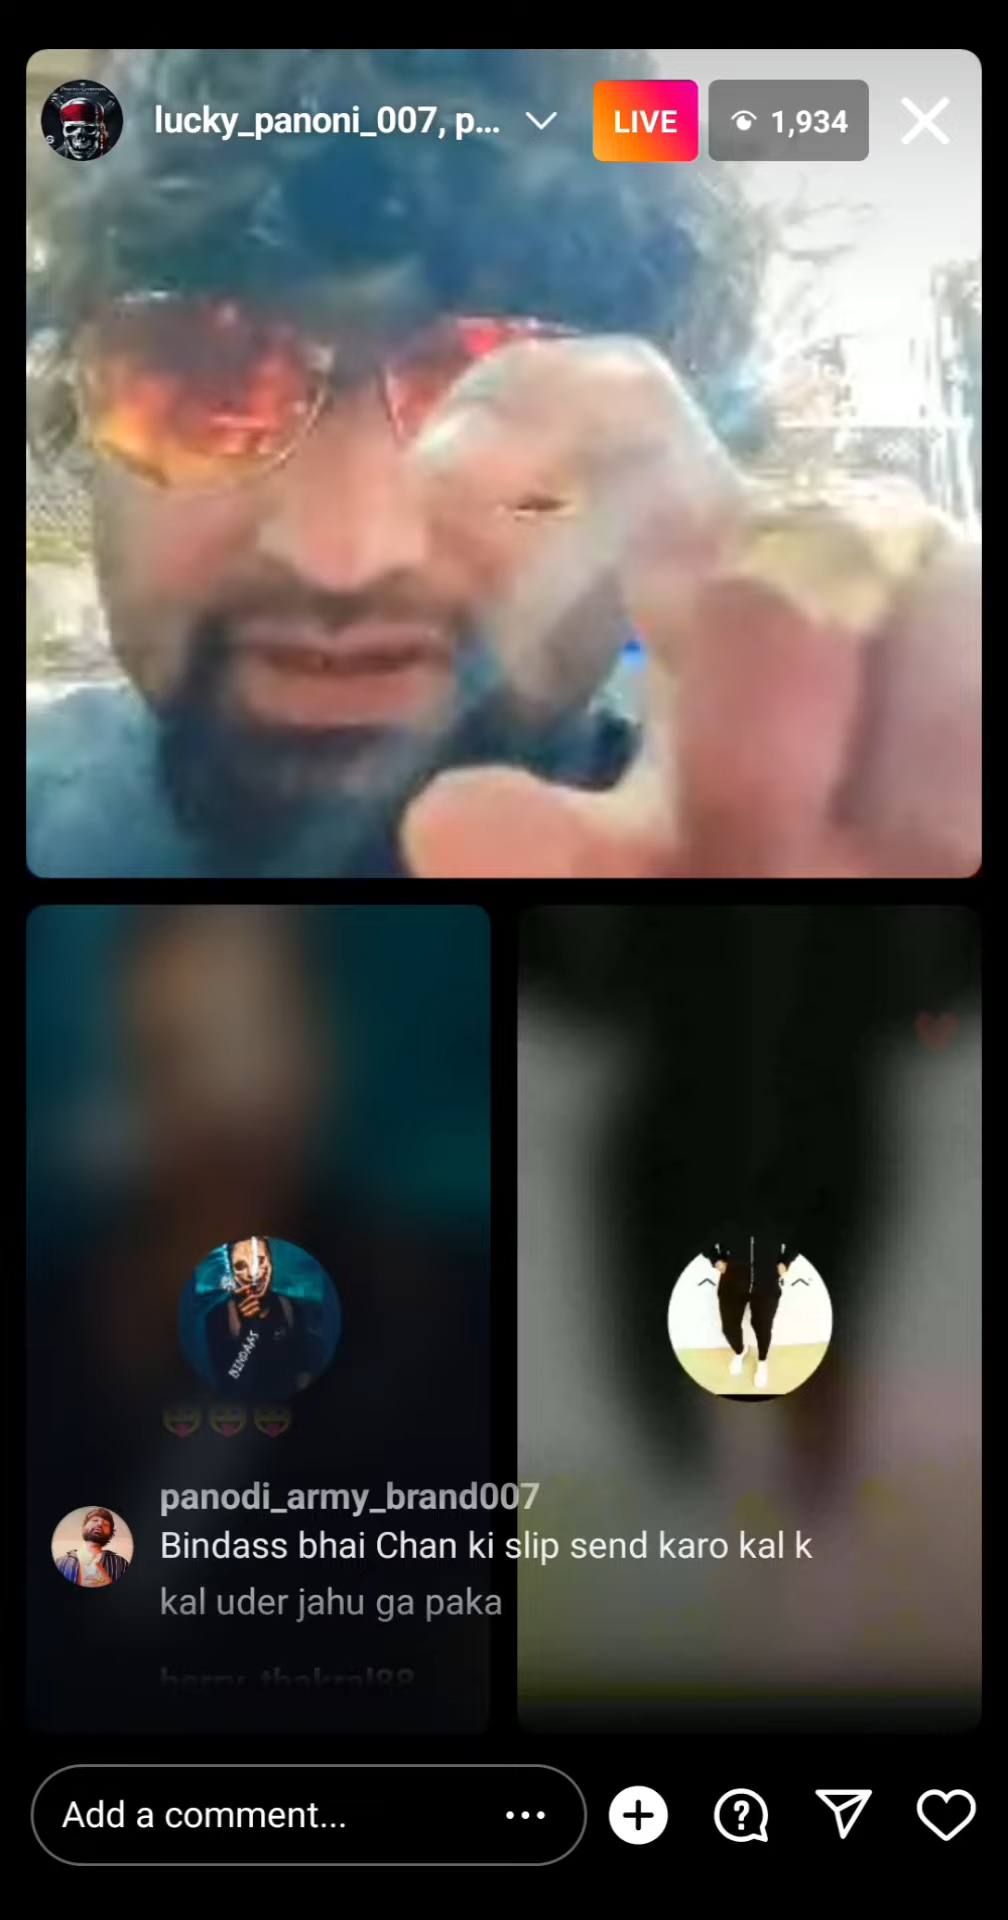 lucky_panoni_007, p...
LIVE
1,934
BINDAAS
panodi_army_brand007
Bindass bhai Chan ki slip send karo kal k
kal uder jahu ga paka
Add a comment...